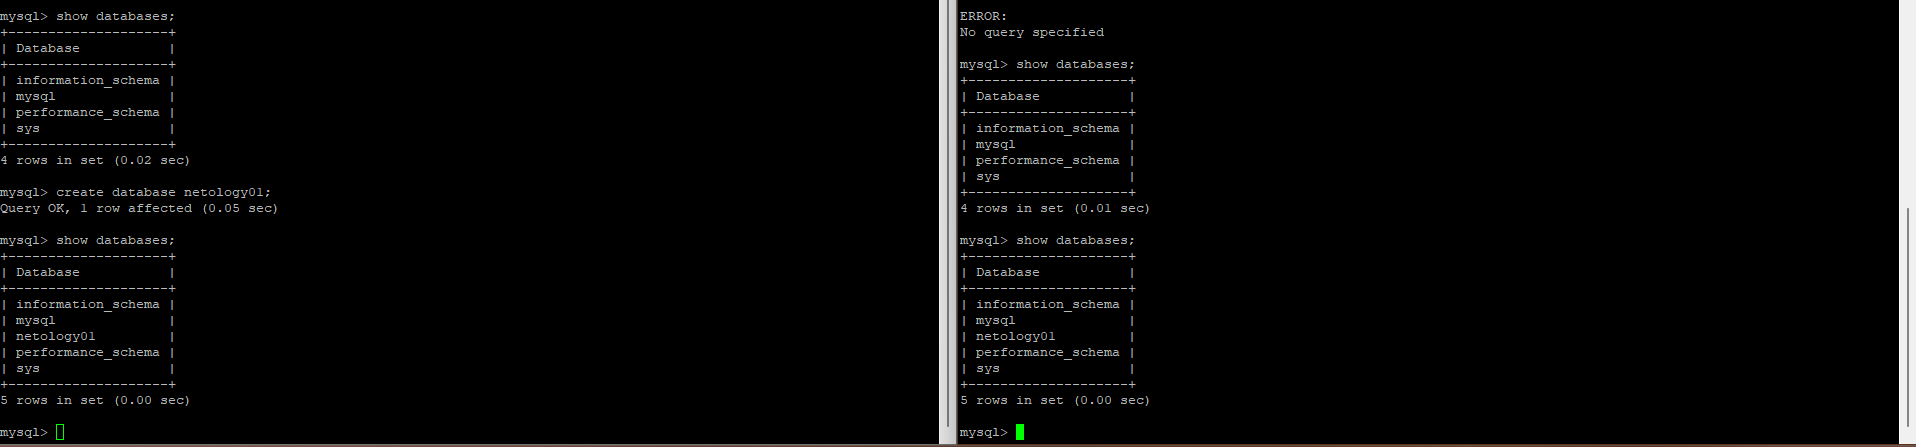 mysql> show databases;
+--------------------+
| Database           |
+--------------------+
| information_schema |
| mysql              |
| performance_schema |
| sys                |
+--------------------+
4 rows in set (0.02 sec)
mysql> create database netology01;
Query OK, 1 row affected (0.05 sec)
mysql> show databases;
+--------------------+
| Database           |
+--------------------+
| information_schema |
| mysql              |
| netology01         |
| performance_schema |
| sys                |
+--------------------+
5 rows in set (0.00 sec)
mysql>
ERROR:
No query specified
mysql> show databases;
+--------------------+
| Database           |
+--------------------+
| information_schema |
| mysql              |
| performance_schema |
| sys                |
+--------------------+
4 rows in set (0.01 sec)
mysql> show databases;
+--------------------+
| Database           |
+--------------------+
| information_schema |
| mysql              |
| netology01         |
| performance_schema |
| sys                |
+--------------------+
5 rows in set (0.00 sec)
mysql>